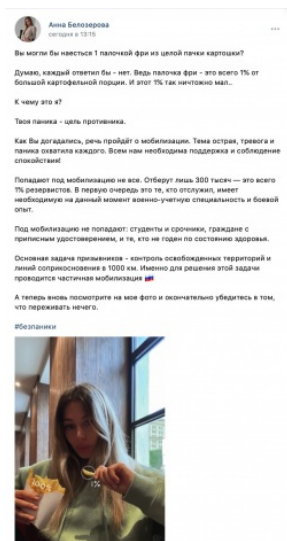 Анна Белозерова
сегодня в 13:15
Вы могли бы наесться 1 палочкой фри из целой пачки картошки?
Думаю, каждый ответил бы - нет. Ведь палочка фри - это всего 1% от
большой картофельной порции. И этот 1% так ничтожно мал..
К чему это я?
Твоя паника - цель противника.
Как Вы догадались, речь пройдёт о мобилизации. Тема острая, тревога и
паника охватила каждого. Всем нам необходима поддержка и соблюдение
спокойствия!
Попадают под мобилизацию не все. Отберут лишь 300 тысяч — это всего
1% резервистов. В первую очередь это те, кто отслужил, имеет
необходимую на данный момент военно-учетную специальность и боевой
опыт.
Под мобилизацию не попадают: студенты и срочники, граждане с
приписным удостоверением, и те, кто не годен по состоянию здоровья.
Основная задача призывников - контроль освобожденных территорий и
линий соприкосновения в 1000 км. Именно для решения этой задачи
проводится частичная мобилизация 🇷🇺
А теперь вновь посмотрите на мое фото и окончательно убедитесь в том,
что переживать нечего.
#безпаники
100%
1%